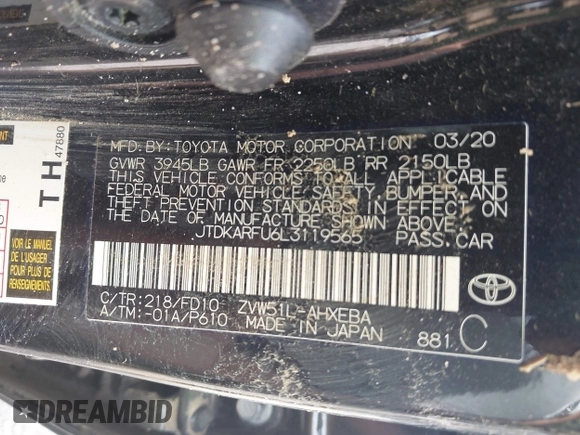 MFD. BY: TOYOTA MOTOR CORPORATION 03/20
GVWR 3945LB GAWR FR 2250LB RR 2150LB
THIS VEHICLE CONFORMS TO ALL APPLICABLE
FEDERAL MOTOR VEHICLE SAFETY, BUMPER, AND
THEFT PREVENTION STANDARDS IN EFFECT ON
THE DATE OF MANUFACTURE SHOWN ABOVE.
JTDKARFU6L3119565 PASS. CAR
C/TR: 218/FD10 ZVW51L-AHXEBA
A/TM: -01A/P610 MADE IN JAPAN 881 C
TH
47880
VOIR LE
MANUEL DE
L'USAGER
POUR PLUS DE
RENSEIGNEMENTS
DREAMBID